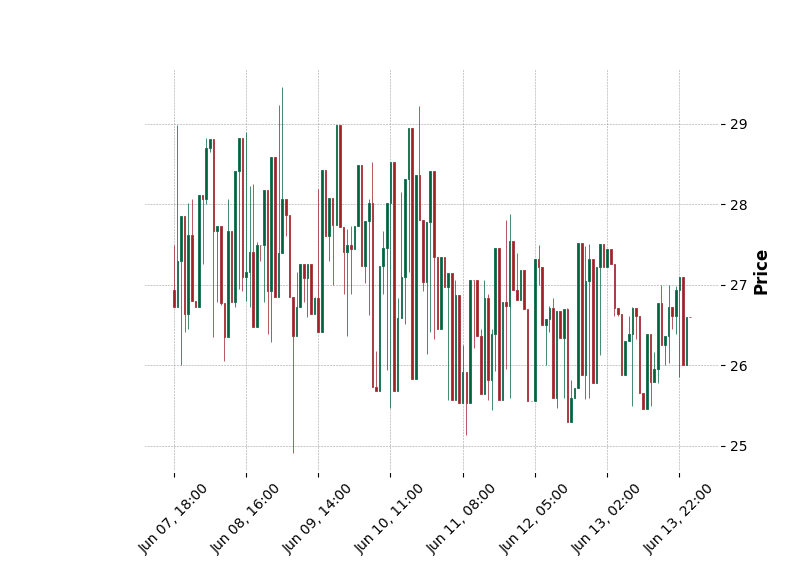 29
28
27
26
25
Price
Jun 07, 18:00
Jun 08, 16:00
Jun 09, 14:00
Jun 10, 11:00
Jun 11, 08:00
Jun 12, 05:00
Jun 13, 02:00
Jun 13, 22:00